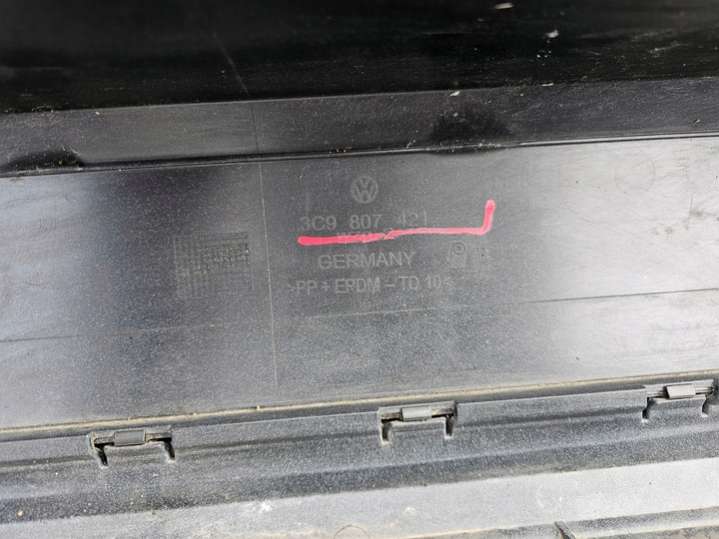 3C9 807 421
GERMANY
>PP + EPDM - TD 10<